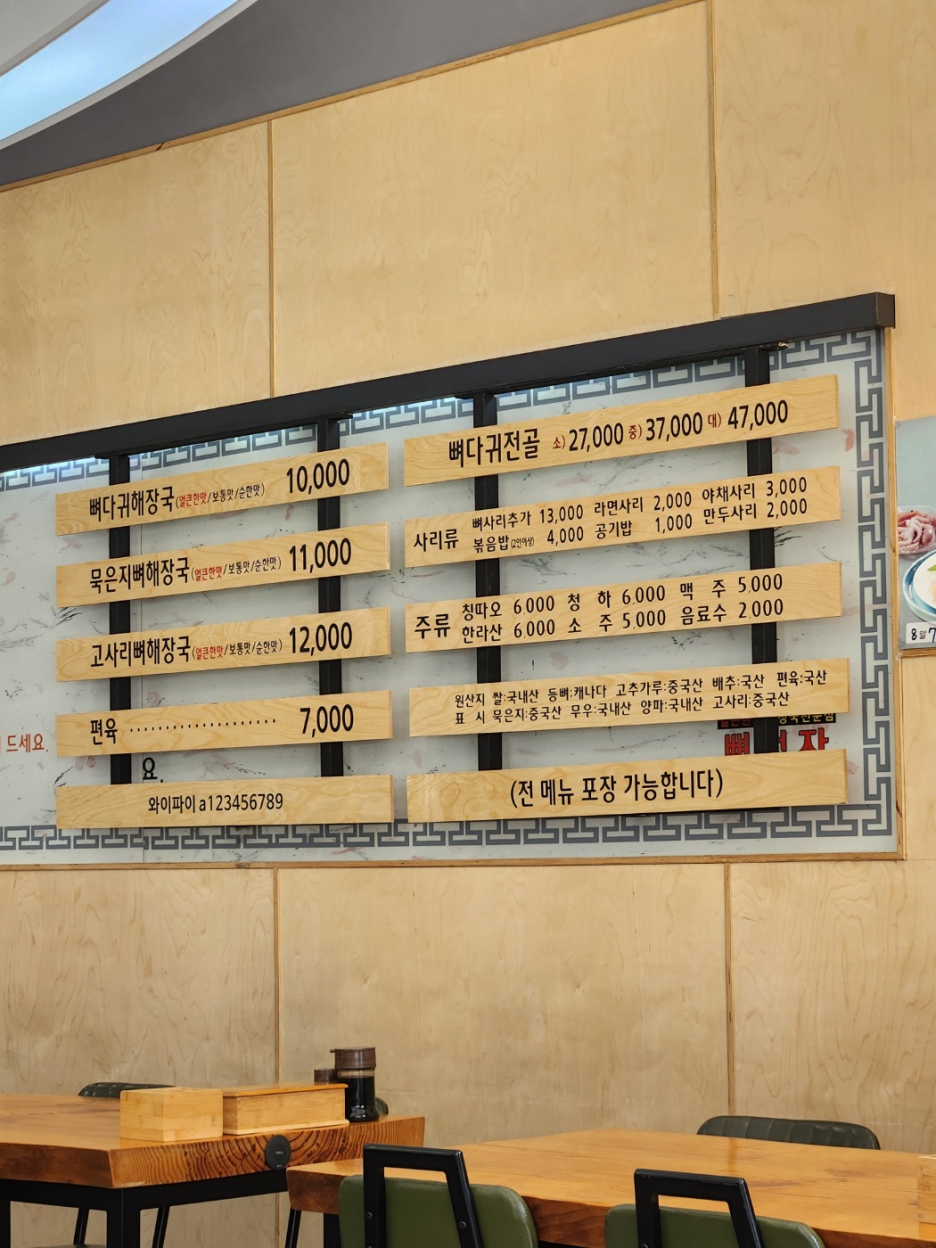 뼈다귀해장국(얼큰한맛/보통맛/순한맛) 10,000
묵은지뼈해장국(얼큰한맛/보통맛/순한맛) 11,000
고사리뼈해장국(얼큰한맛/보통맛/순한맛) 12,000
편육 ··················· 7,000
와이파이 a123456789
뼈다귀전골 소) 27,000 중) 37,000 대) 47,000
사리류
뼈사리추가 13,000 라면사리 2,000 야채사리 3,000
볶음밥(2인이상) 4,000 공기밥 1,000 만두사리 2,000
주류
칭따오 6,000 청 하 6,000 맥 주 5,000
한라산 6,000 소 주 5,000 음료수 2,000
원산지 쌀:국내산 등뼈:캐나다 고추가루:중국산 배추:국산 편육:국산
표 시 묵은지:중국산 무우:국내산 양파:국내산 고사리:중국산
(전 메뉴 포장 가능합니다)
드세요.
요.